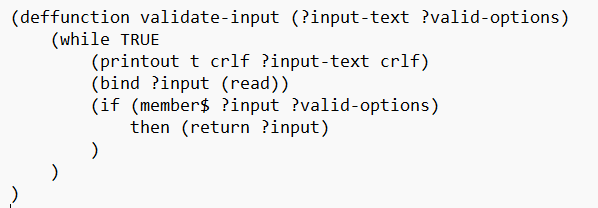 (deffunction validate-input (?input-text ?valid-options)
    (while TRUE
        (printout t crlf ?input-text crlf)
        (bind ?input (read))
        (if (member$ ?input ?valid-options)
            then (return ?input)
        )
    )
)